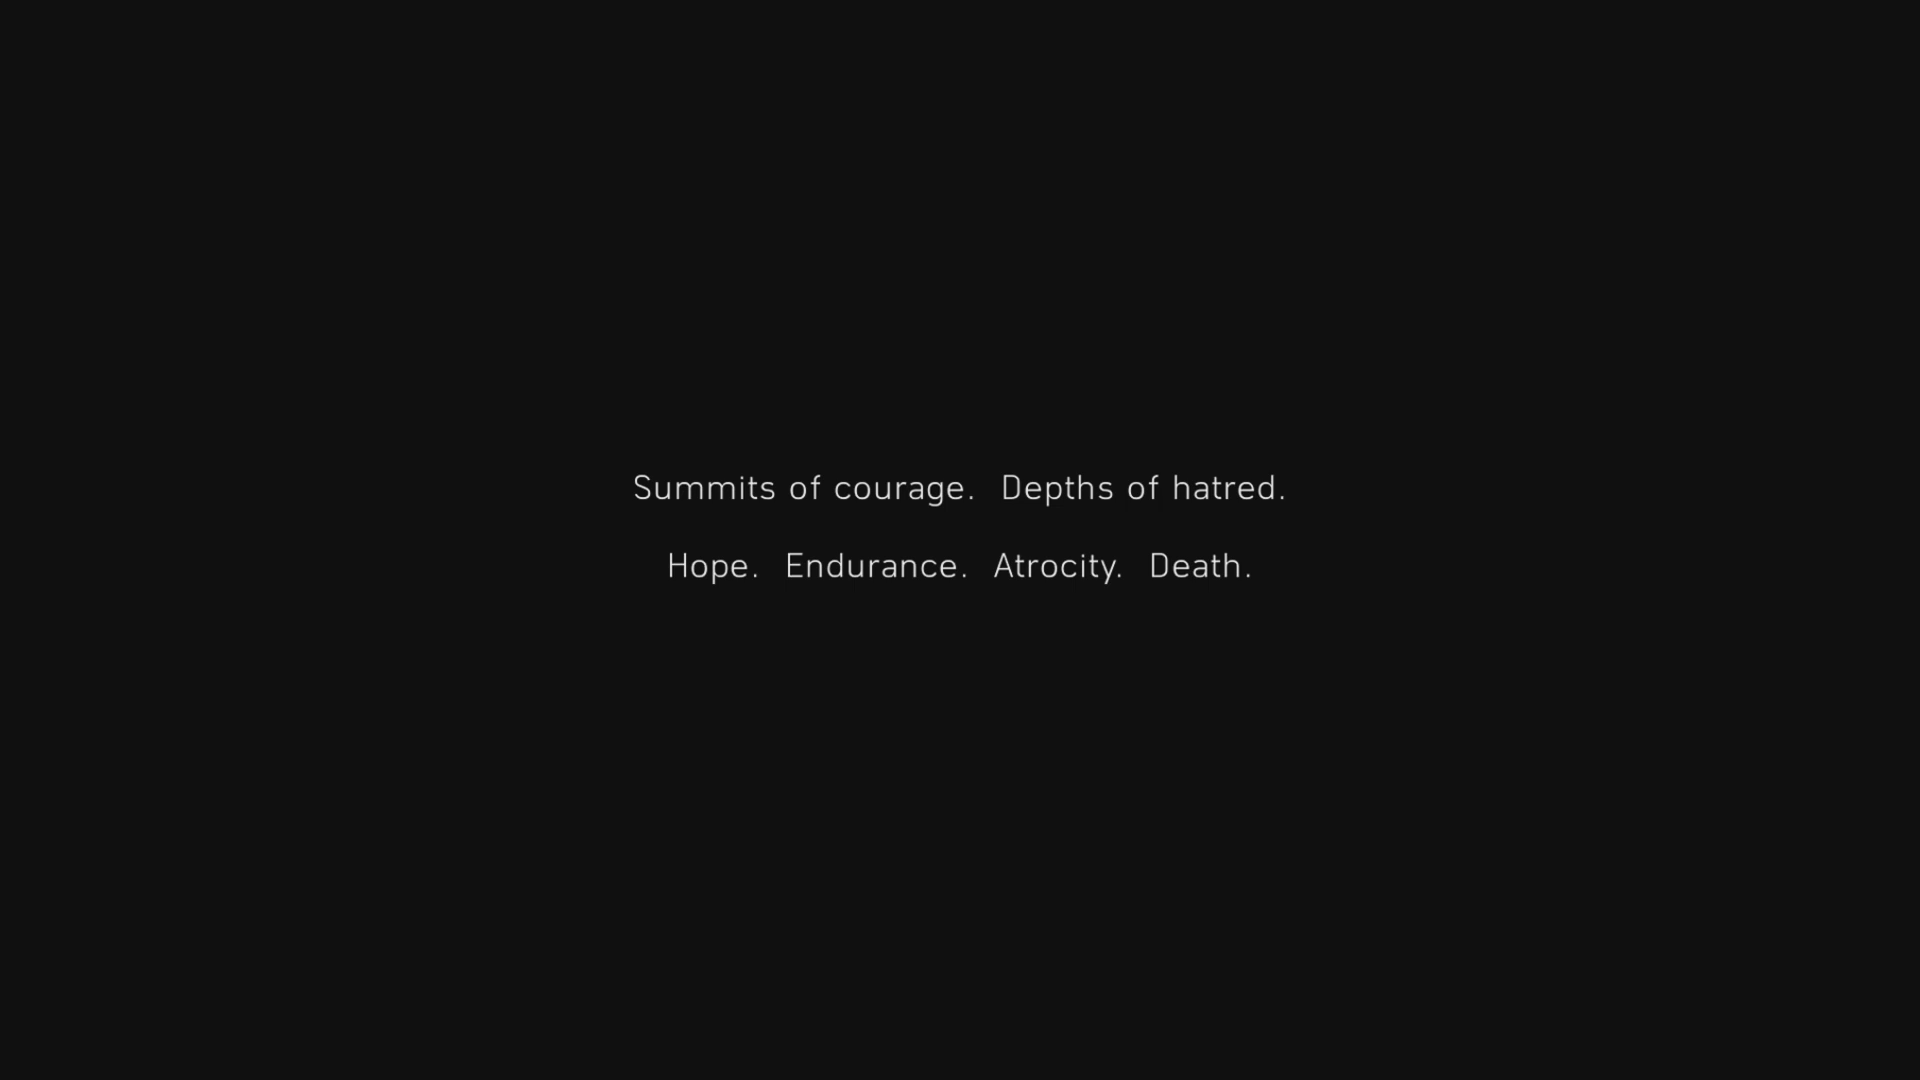 Summits of courage.  Depths of hatred.
Hope.  Endurance.  Atrocity.  Death.